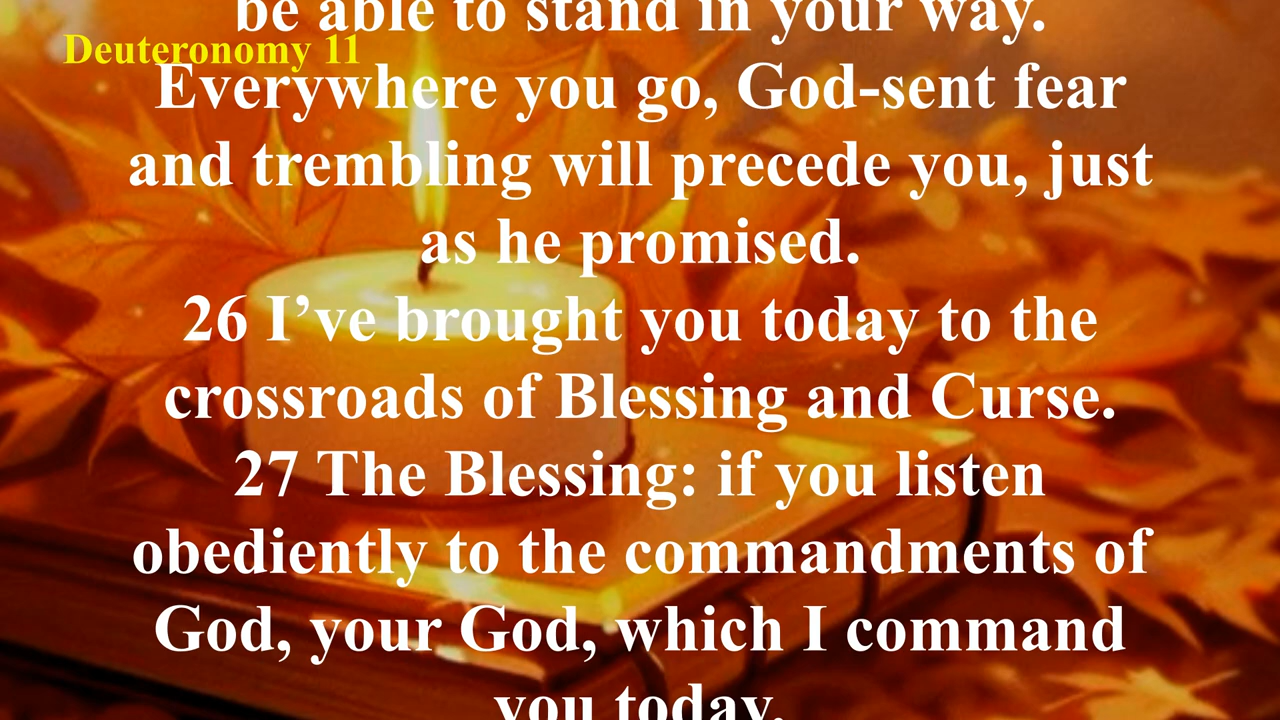 be able to stand in your way.
Deuteronomy 11
Everywhere you go, God-sent fear
and trembling will precede you, just
as he promised.
26 I’ve brought you today to the
crossroads of Blessing and Curse.
27 The Blessing: if you listen
obediently to the commandments of
God, your God, which I command
you today.